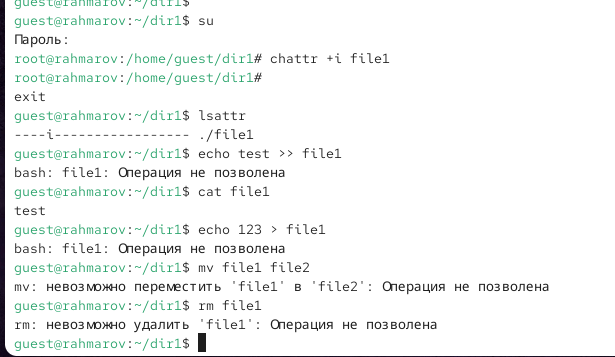 guest@rahmarov:~/dir1$
guest@rahmarov:~/dir1$ su
Пароль:
root@rahmarov:/home/guest/dir1# chattr +i file1
root@rahmarov:/home/guest/dir1#
exit
guest@rahmarov:~/dir1$ lsattr
----i----------------- ./file1
guest@rahmarov:~/dir1$ echo test >> file1
bash: file1: Операция не позволена
guest@rahmarov:~/dir1$ cat file1
test
guest@rahmarov:~/dir1$ echo 123 > file1
bash: file1: Операция не позволена
guest@rahmarov:~/dir1$ mv file1 file2
mv: невозможно переместить 'file1' в 'file2': Операция не позволена
guest@rahmarov:~/dir1$ rm file1
rm: невозможно удалить 'file1': Операция не позволена
guest@rahmarov:~/dir1$